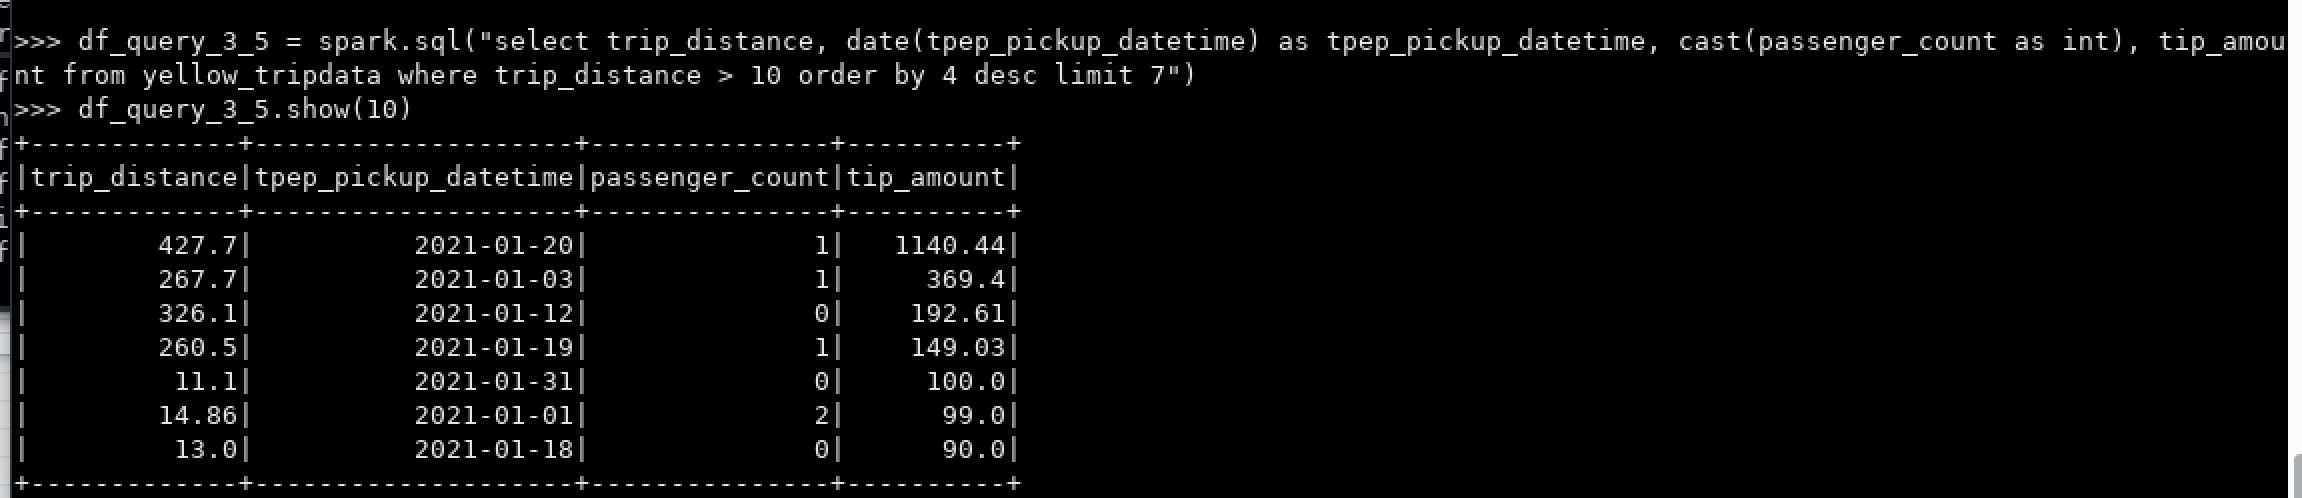 >>> df_query_3_5 = spark.sql("select trip_distance, date(tpep_pickup_datetime) as tpep_pickup_datetime, cast(passenger_count as int), tip_amou
nt from yellow_tripdata where trip_distance > 10 order by 4 desc limit 7")
>>> df_query_3_5.show(10)
+-------------+--------------------+---------------+----------+
|trip_distance|tpep_pickup_datetime|passenger_count|tip_amount|
+-------------+--------------------+---------------+----------+
|        427.7|          2021-01-20|              1|   1140.44|
|        267.7|          2021-01-03|              1|     369.4|
|        326.1|          2021-01-12|              0|    192.61|
|        260.5|          2021-01-19|              1|    149.03|
|         11.1|          2021-01-31|              0|     100.0|
|        14.86|          2021-01-01|              2|      99.0|
|         13.0|          2021-01-18|              0|      90.0|
+-------------+--------------------+---------------+----------+